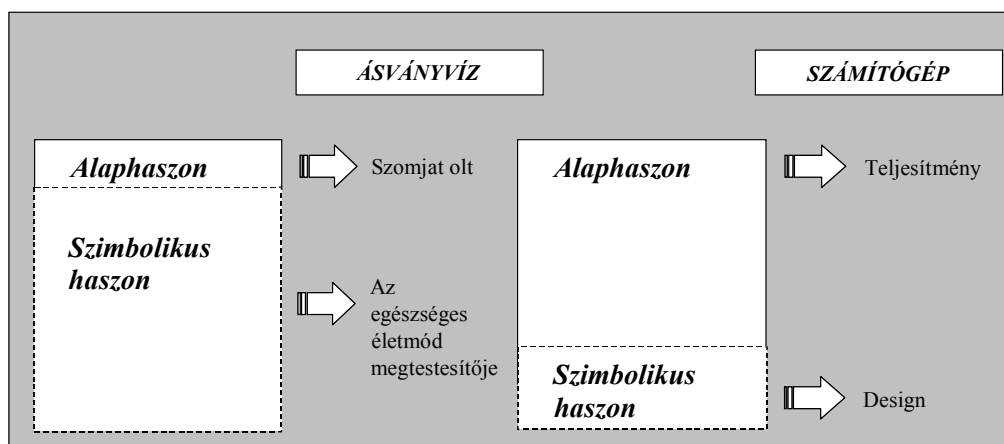 ÁSVÁNYVÍZ
SZÁMÍTÓGÉP
Alaphaszon
Szomjat olt
Szimbolikus
haszon
Az
egészséges
életmód
megtestesítője
Alaphaszon
Teljesítmény
Szimbolikus
haszon
Design